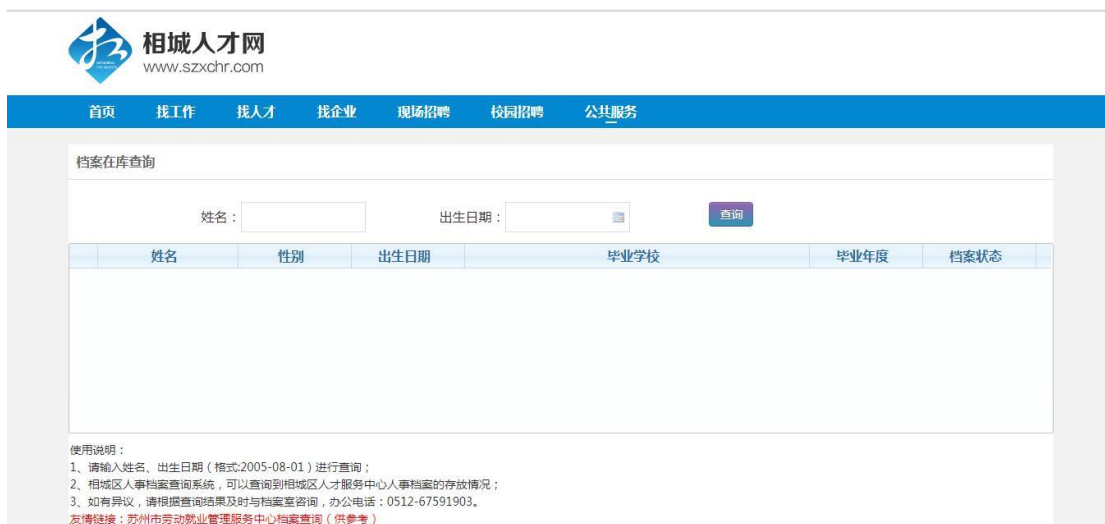 相城人才网
www.szxchr.com
首页 找工作 找人才 找企业 现场招聘 校园招聘 公共服务
档案在库查询
姓名： 出生日期： 查询
姓名 性别 出生日期 毕业学校 毕业年度 档案状态
使用说明：
1、请输入姓名、出生日期（格式:2005-08-01）进行查询；
2、相城区人事档案查询系统，可以查询到相城区人才服务中心人事档案的存放情况；
3、如有异议，请根据查询结果及时与档案室咨询，办公电话：0512-67591903。
友情链接：苏州市劳动就业管理服务中心档案查询（供参考）